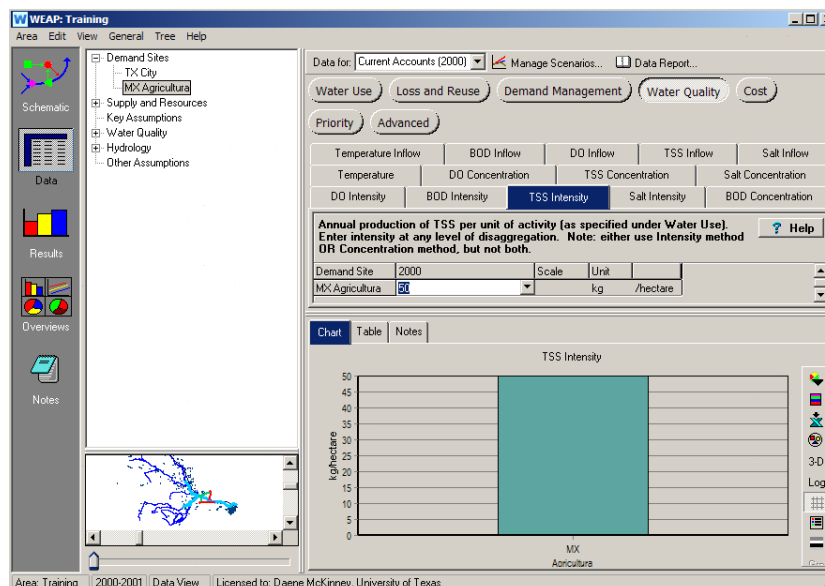 WEAP: Training
Area Edit View General Tree Help
Schematic
Data
Results
Overviews
Notes
Demand Sites
TX City
MX Agricultura
Supply and Resources
Key Assumptions
Water Quality
Hydrology
Other Assumptions
Data for: Current Accounts (2000) Manage Scenarios... Data Report...
Water Use Loss and Reuse Demand Management Water Quality Cost
Priority Advanced
Temperature Inflow BOD Inflow DO Inflow TSS Inflow Salt Inflow
Temperature DO Concentration TSS Concentration Salt Concentration
DO Intensity BOD Intensity TSS Intensity Salt Intensity BOD Concentration
Annual production of TSS per unit of activity (as specified under Water Use).
Enter intensity at any level of disaggregation. Note: either use Intensity method
OR Concentration method, but not both.
? Help
Demand Site 2000 Scale Unit
MX Agricultura 50 kg /hectare
Chart Table Notes
TSS Intensity
kg/hectare
50
45
40
35
30
25
20
15
10
5
0
MX
Agricultura
3-D
Log
Area: Training 2000-2001 Data View Licensed to: Daene McKinney, University of Texas